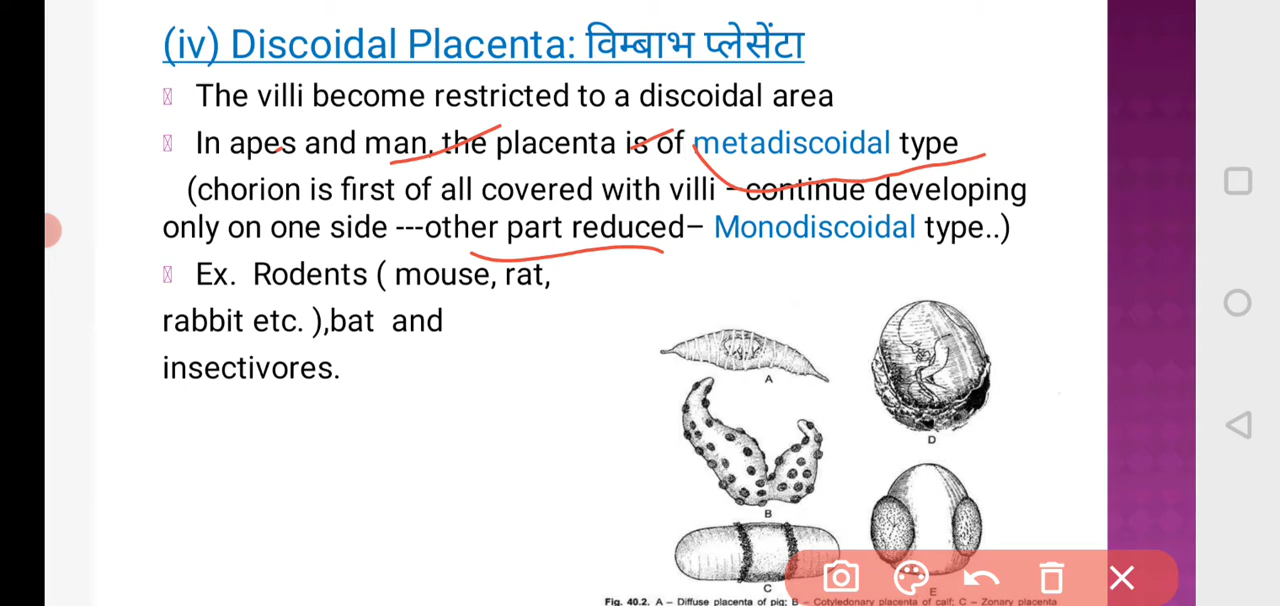 (iv) Discoidal Placenta: विम्बाभ प्लेसेंटा
The villi become restricted to a discoidal area
In apes and man, the placenta is of metadiscoidal type
(chorion is first of all covered with villi - continue developing
only on one side ---other part reduced– Monodiscoidal type..)
Ex. Rodents ( mouse, rat,
rabbit etc. ),bat and
insectivores.
A
D
B
C
E
Fig. 40.2. A – Diffuse placenta of pig; B – Cotyledonary placenta of calf; C – Zonary placenta